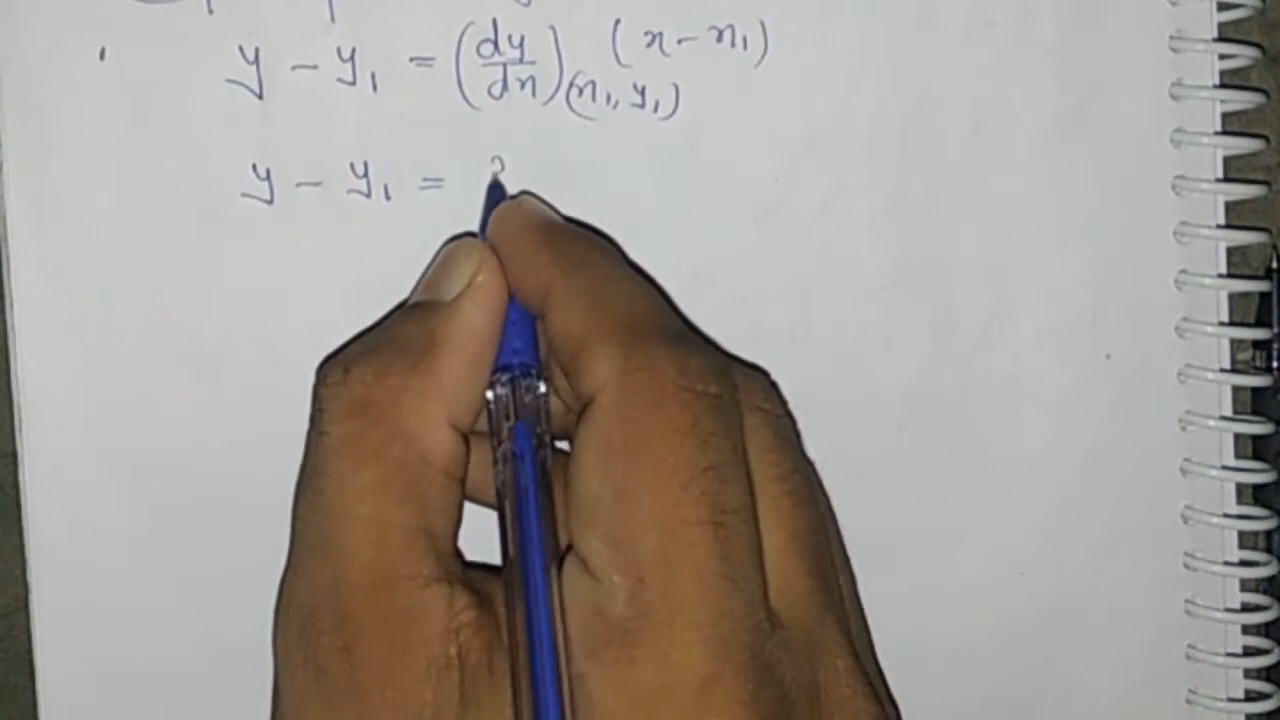 y - y₁ = (dy/dx)(x₁, y₁) (x - x₁)
y - y₁ =